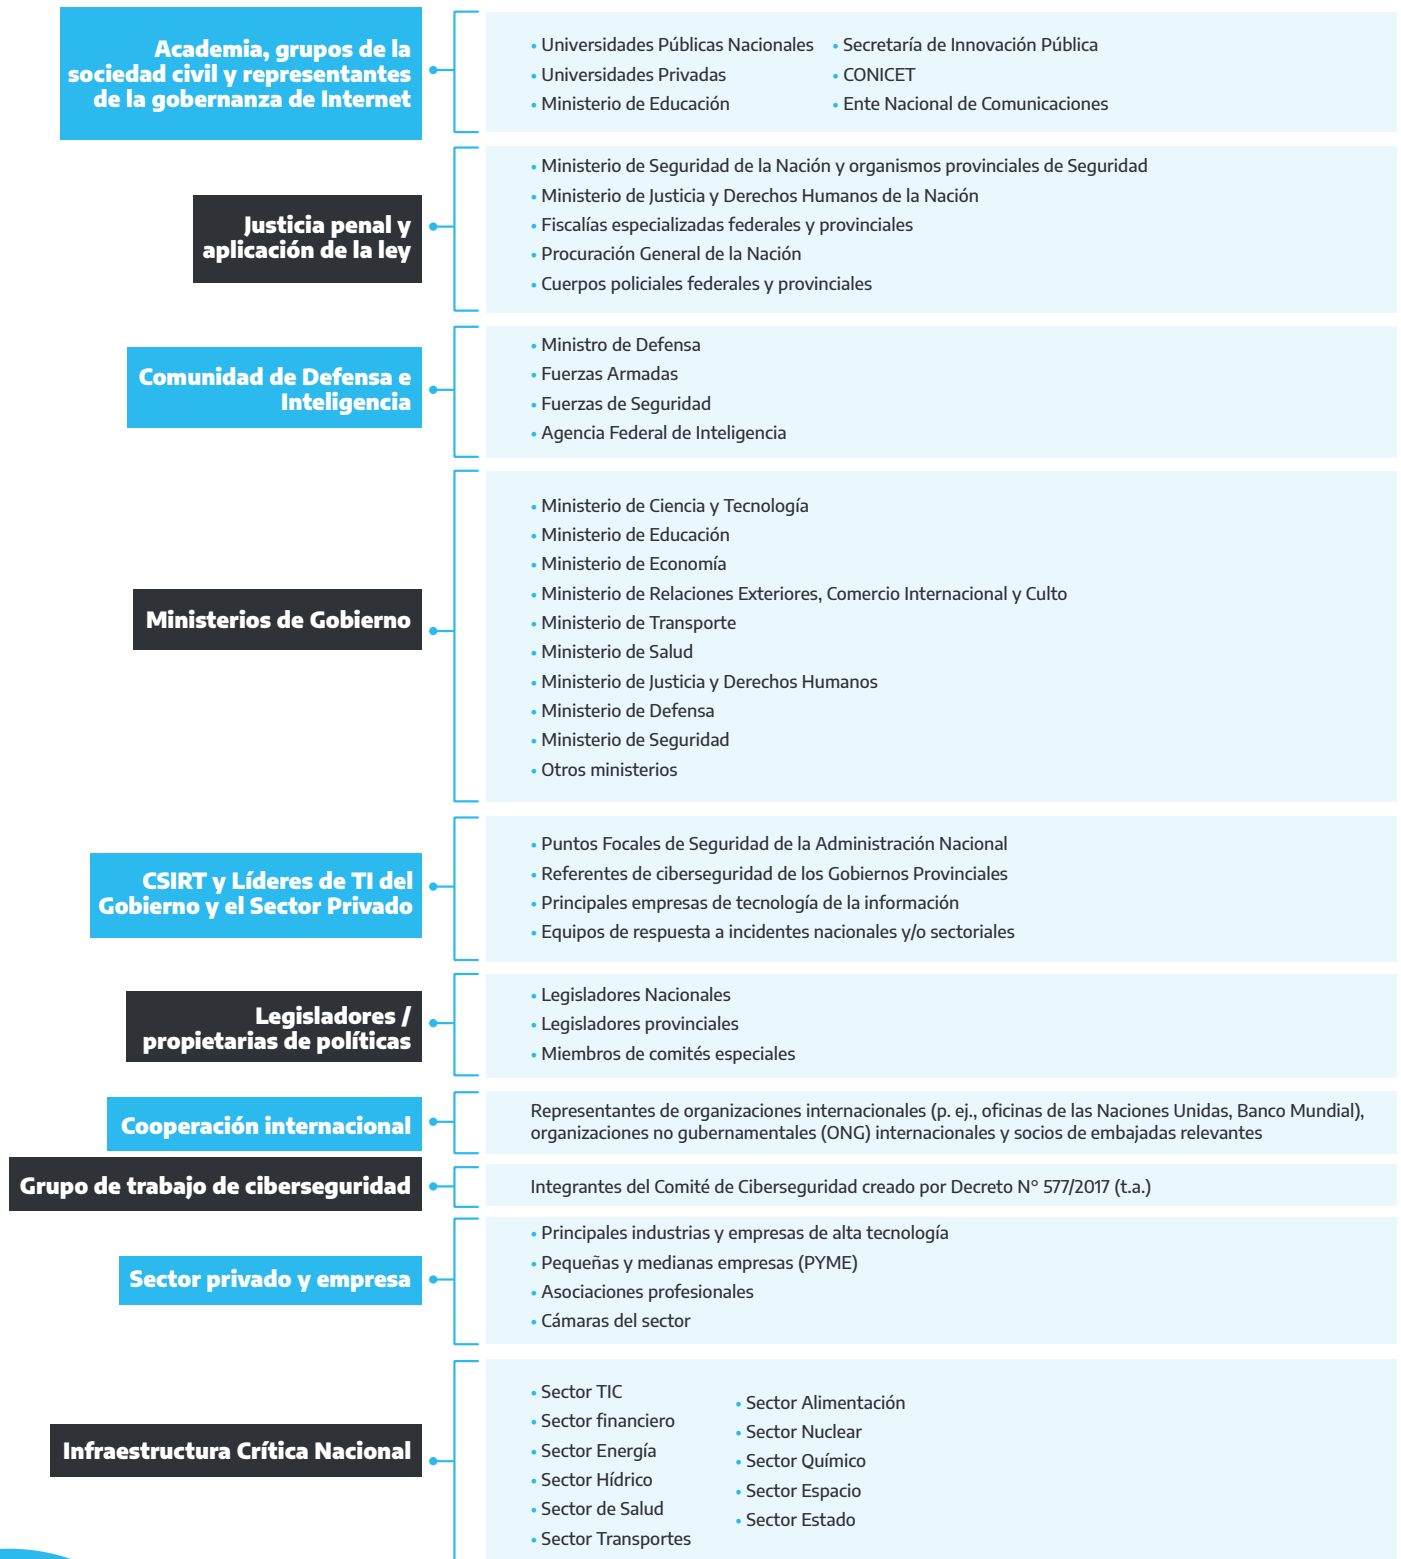 Academia, grupos de la
sociedad civil y representantes
de la gobernanza de Internet
• Universidades Públicas Nacionales
• Universidades Privadas
• Ministerio de Educación
• Secretaría de Innovación Pública
• CONICET
• Ente Nacional de Comunicaciones
Justicia penal y
aplicación de la ley
• Ministerio de Seguridad de la Nación y organismos provinciales de Seguridad
• Ministerio de Justicia y Derechos Humanos de la Nación
• Fiscalías especializadas federales y provinciales
• Procuración General de la Nación
• Cuerpos policiales federales y provinciales
Comunidad de Defensa e
Inteligencia
• Ministro de Defensa
• Fuerzas Armadas
• Fuerzas de Seguridad
• Agencia Federal de Inteligencia
Ministerios de Gobierno
• Ministerio de Ciencia y Tecnología
• Ministerio de Educación
• Ministerio de Economía
• Ministerio de Relaciones Exteriores, Comercio Internacional y Culto
• Ministerio de Transporte
• Ministerio de Salud
• Ministerio de Justicia y Derechos Humanos
• Ministerio de Defensa
• Ministerio de Seguridad
• Otros ministerios
CSIRT y Líderes de TI del
Gobierno y el Sector Privado
• Puntos Focales de Seguridad de la Administración Nacional
• Referentes de ciberseguridad de los Gobiernos Provinciales
• Principales empresas de tecnología de la información
• Equipos de respuesta a incidentes nacionales y/o sectoriales
Legisladores /
propietarias de políticas
• Legisladores Nacionales
• Legisladores provinciales
• Miembros de comités especiales
Cooperación internacional
Representantes de organizaciones internacionales (p. ej., oficinas de las Naciones Unidas, Banco Mundial),
organizaciones no gubernamentales (ONG) internacionales y socios de embajadas relevantes
Grupo de trabajo de ciberseguridad
Integrantes del Comité de Ciberseguridad creado por Decreto N° 577/2017 (t.a.)
Sector privado y empresa
• Principales industrias y empresas de alta tecnología
• Pequeñas y medianas empresas (PYME)
• Asociaciones profesionales
• Cámaras del sector
Infraestructura Crítica Nacional
• Sector TIC
• Sector financiero
• Sector Energía
• Sector Hídrico
• Sector de Salud
• Sector Transportes
• Sector Alimentación
• Sector Nuclear
• Sector Químico
• Sector Espacio
• Sector Estado